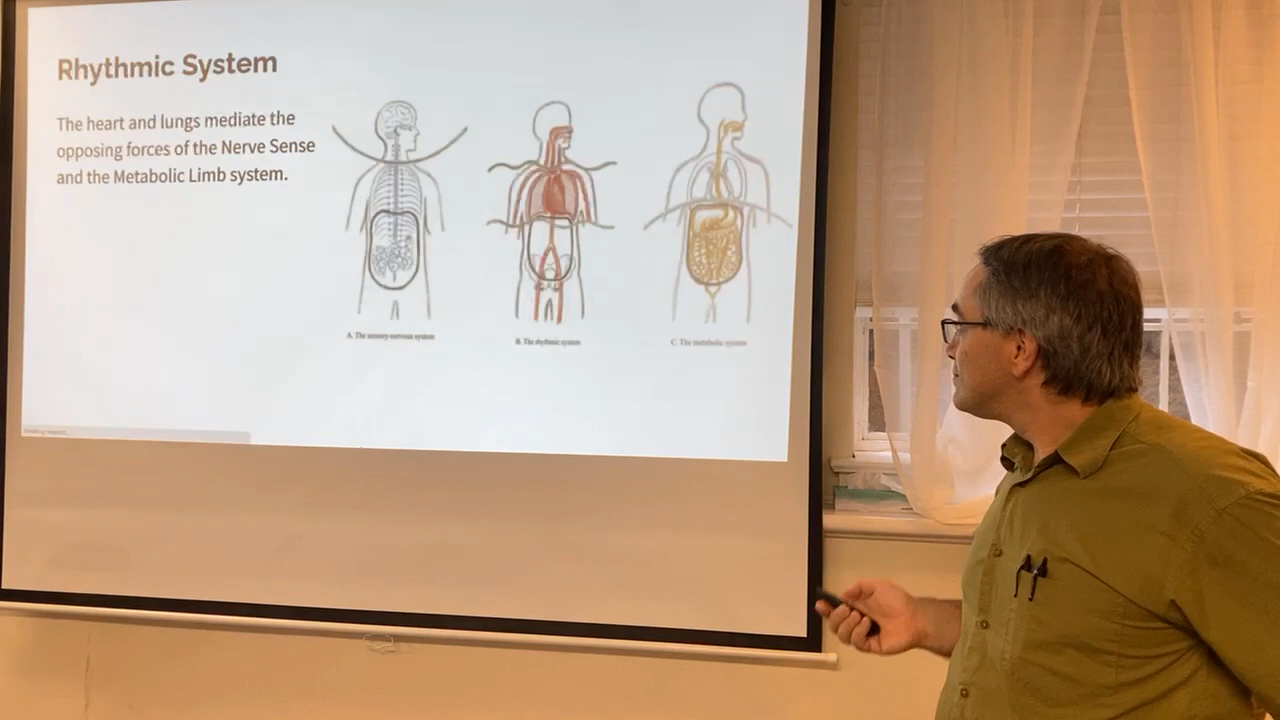 Rhythmic System
The heart and lungs mediate the
opposing forces of the Nerve Sense
and the Metabolic Limb system.
A. The sensory-nervous system
B. The rhythmic system
C. The metabolic system